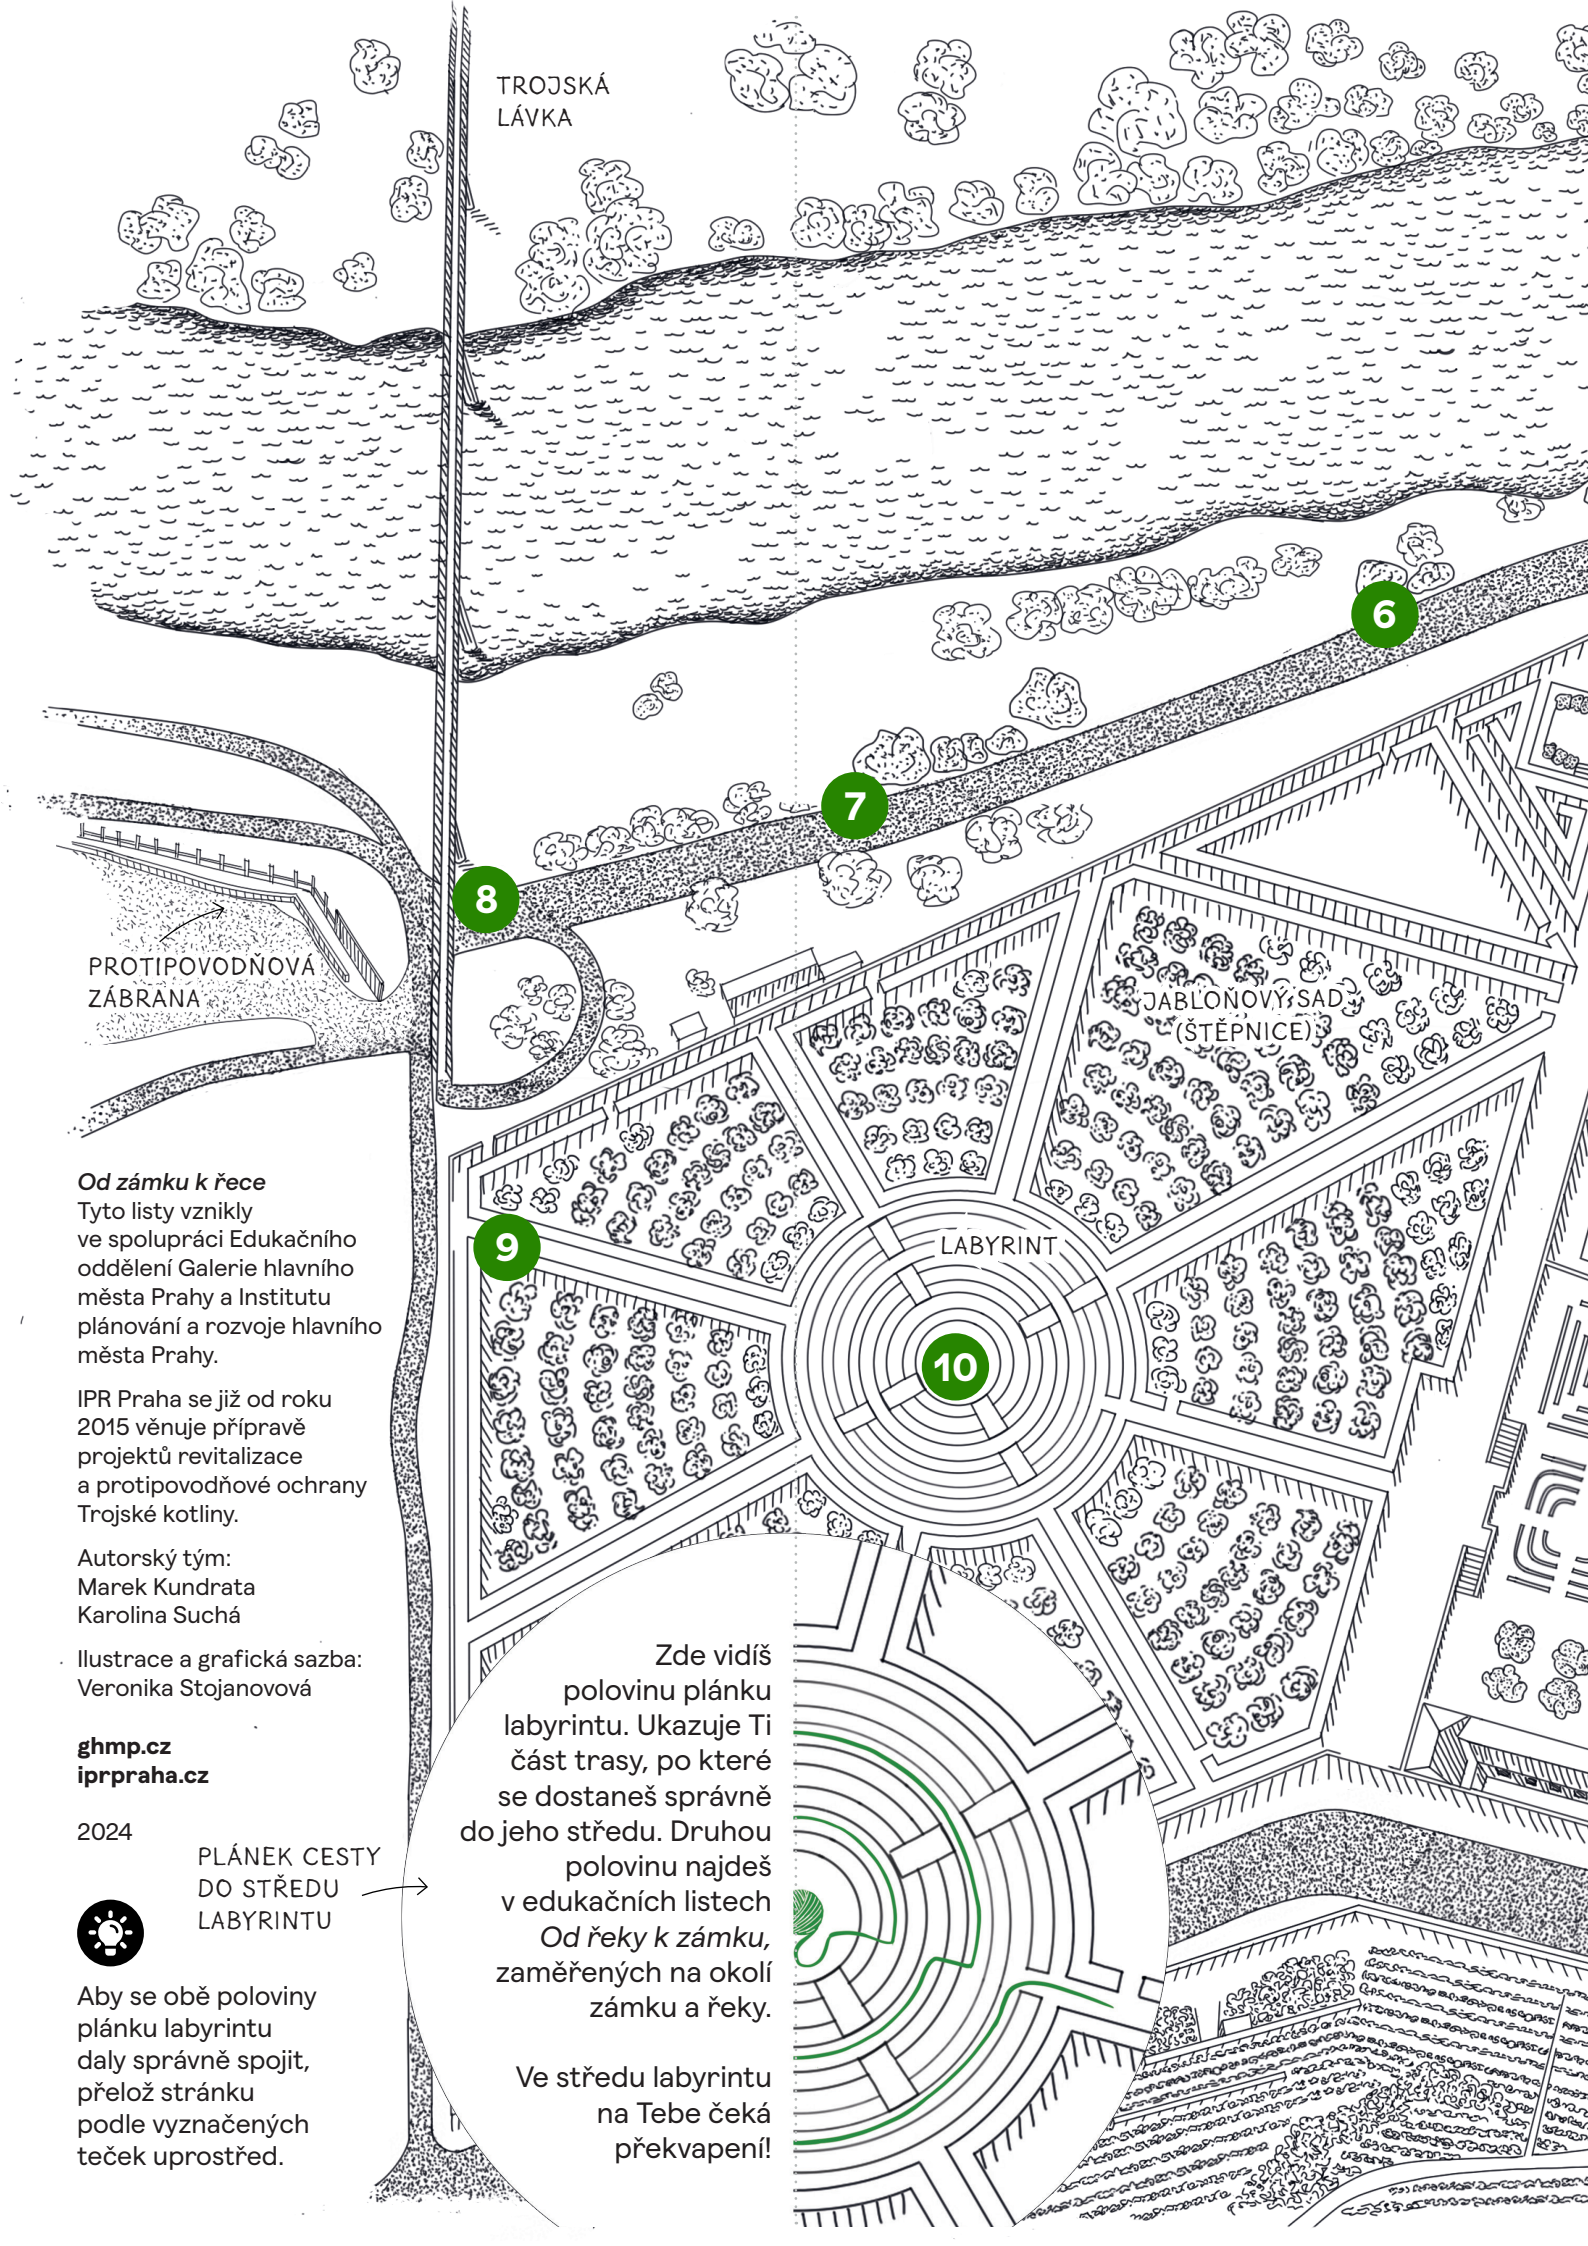 TROJSKÁ
LÁVKA
6
7
8
PROTIPOVODŇOVÁ
ZÁBRANA
JABLOŇOVÝ SAD
(ŠTĚPNICE)
9
LABYRINT
10
Od zámku k řece
Tyto listy vznikly
ve spolupráci Edukačního
oddělení Galerie hlavního
města Prahy a Institutu
plánování a rozvoje hlavního
města Prahy.
IPR Praha se již od roku
2015 věnuje přípravě
projektů revitalizace
a protipovodňové ochrany
Trojské kotliny.
Autorský tým:
Marek Kundrata
Karolina Suchá
Ilustrace a grafická sazba:
Veronika Stojanovová
ghmp.cz
iprpraha.cz
2024
PLÁNEK CESTY
DO STŘEDU
LABYRINTU
Aby se obě poloviny
plánku labyrintu
daly správně spojit,
přelož stránku
podle vyznačených
teček uprostřed.
Zde vidíš
polovinu plánku
labyrintu. Ukazuje Ti
část trasy, po které
se dostaneš správně
do jeho středu. Druhou
polovinu najdeš
v edukačních listech
Od řeky k zámku,
zaměřených na okolí
zámku a řeky.
Ve středu labyrintu
na Tebe čeká
překvapení!